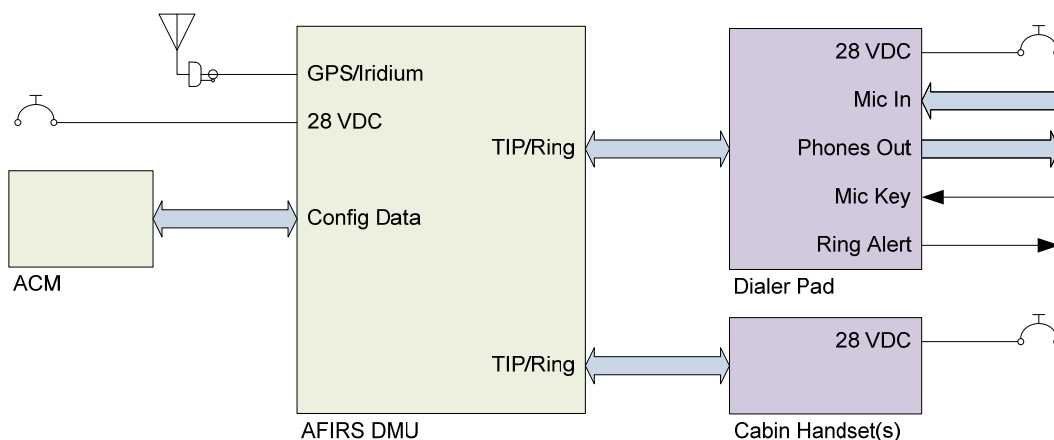 GPS/Iridium
28 VDC
TIP/Ring
Config Data
TIP/Ring
AFIRS DMU
ACM
28 VDC
Mic In
Phones Out
Mic Key
Ring Alert
Dialer Pad
28 VDC
Cabin Handset(s)